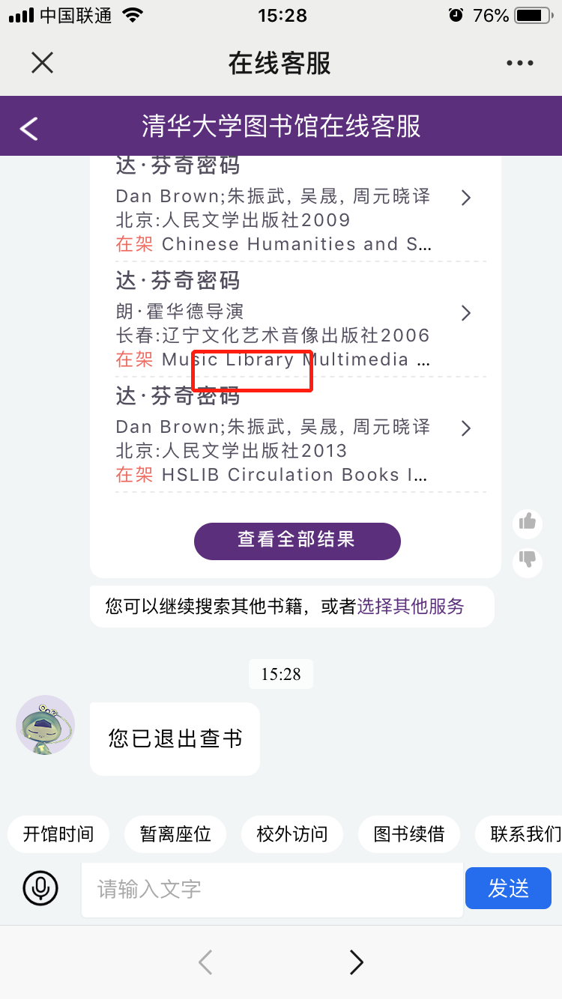 中国联通 15:28 76%
在线客服
清华大学图书馆在线客服
达·芬奇密码
Dan Brown;朱振武, 吴晟, 周元晓译
北京:人民文学出版社2009
在架 Chinese Humanities and S...
达·芬奇密码
朗·霍华德导演
长春:辽宁文化艺术音像出版社2006
在架 Music Library Multimedia ...
达·芬奇密码
Dan Brown;朱振武, 吴晟, 周元晓译
北京:人民文学出版社2013
在架 HSLIB Circulation Books I...
查看全部结果
您可以继续搜索其他书籍，或者选择其他服务
15:28
您已退出查书
开馆时间 暂离座位 校外访问 图书续借 联系我们
请输入文字 发送